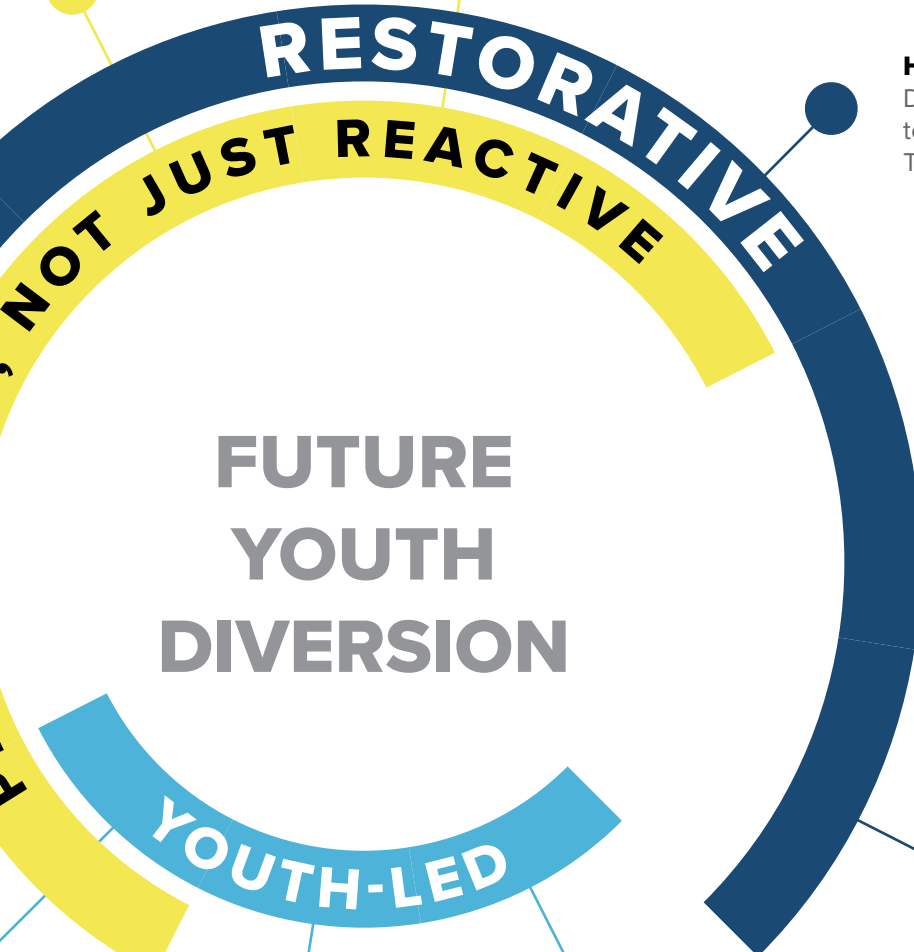 RESTORATIVE
, NOT JUST REACTIVE
FUTURE
YOUTH
DIVERSION
YOUTH-LED